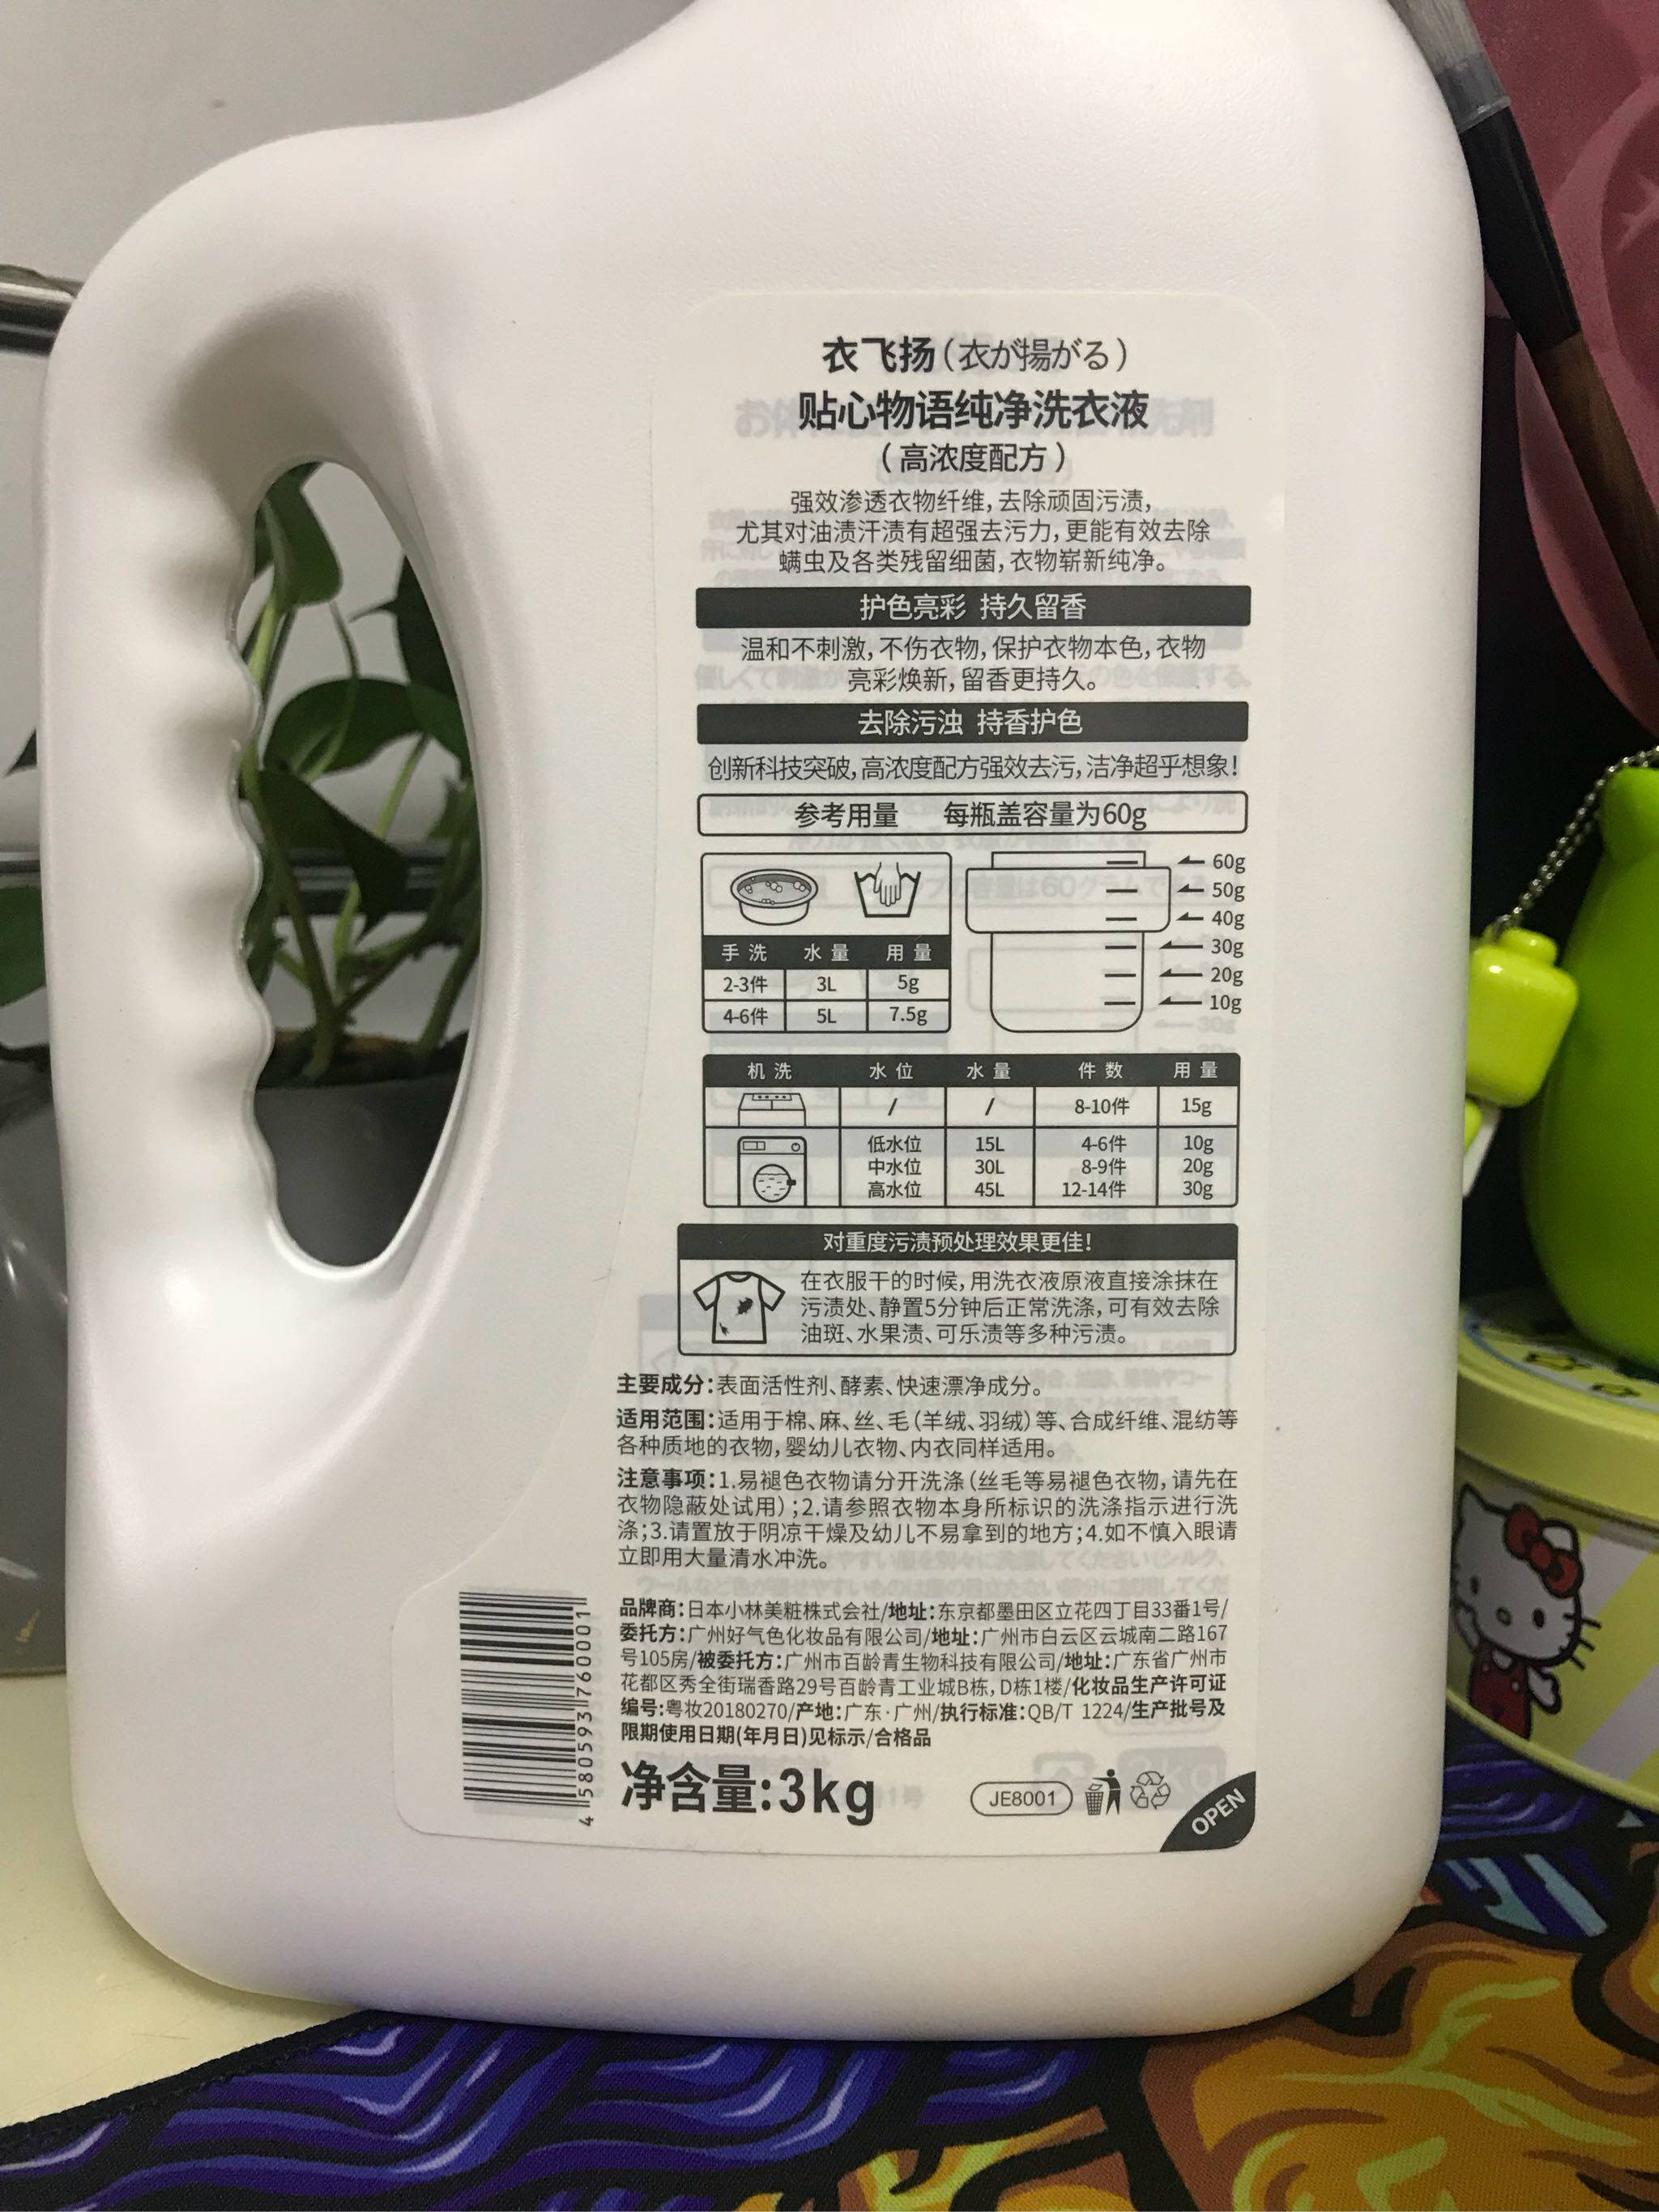 衣飞扬(衣が揚がる)
贴心物语纯净洗衣液
(高浓度配方)
强效渗透衣物纤维,去除顽固污渍,
尤其对油渍汗渍有超强去污力,更能有效去除
螨虫及各类残留细菌,衣物崭新纯净。
护色亮彩 持久留香
温和不刺激,不伤衣物,保护衣物本色,衣物
亮彩焕新,留香更持久。
去除污浊 持香护色
创新科技突破,高浓度配方强效去污,洁净超乎想象!
参考用量 每瓶盖容量为60g
手洗 水量 用量
2-3件 3L 5g
4-6件 5L 7.5g
60g
50g
40g
30g
20g
10g
机洗 水位 水量 件数 用量
/ / 8-10件 15g
低水位 15L 4-6件 10g
中水位 30L 8-9件 20g
高水位 45L 12-14件 30g
对重度污渍预处理效果更佳!
在衣服干的时候,用洗衣液原液直接涂抹在
污渍处、静置5分钟后正常洗涤,可有效去除
油斑、水果渍、可乐渍等多种污渍。
主要成分:表面活性剂、酵素、快速漂净成分。
适用范围:适用于棉、麻、丝、毛(羊绒、羽绒)等、合成纤维、混纺等
各种质地的衣物,婴幼儿衣物、内衣同样适用。
注意事项:1.易褪色衣物请分开洗涤(丝毛等易褪色衣物,请先在
衣物隐蔽处试用);2.请参照衣物本身所标识的洗涤指示进行洗
涤;3.请置放于阴凉干燥及幼儿不易拿到的地方;4.如不慎入眼请
立即用大量清水冲洗。
品牌商:日本小林美粧株式会社/地址:东京都墨田区立花四丁目33番1号/
委托方:广州好气色化妆品有限公司/地址:广州市白云区云城南二路167
号105房/被委托方:广州市百龄青生物科技有限公司/地址:广东省广州市
花都区秀全街瑞香路29号百龄青工业城B栋,D栋1楼/化妆品生产许可证
编号:粤妆20180270/产地:广东·广州/执行标准:QB/T 1224/生产批号及
限期使用日期(年月日)见标示/合格品
4580593760001
净含量:3kg
JE8001
OPEN